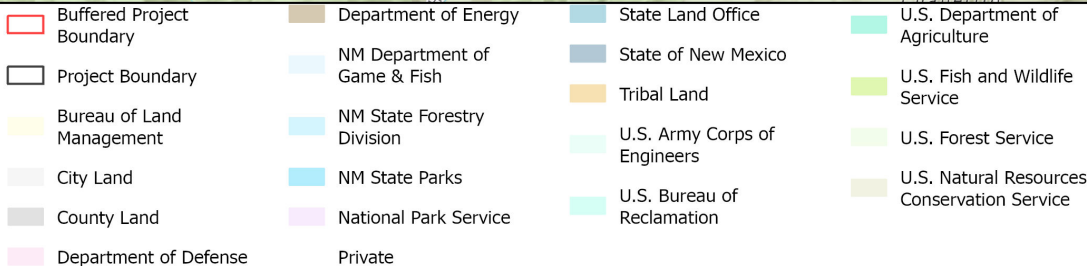 Buffered Project
Boundary
Project Boundary
Bureau of Land
Management
City Land
County Land
Department of Defense
Department of Energy
NM Department of
Game & Fish
NM State Forestry
Division
NM State Parks
National Park Service
Private
State Land Office
State of New Mexico
Tribal Land
U.S. Army Corps of
Engineers
U.S. Bureau of
Reclamation
U.S. Department of
Agriculture
U.S. Fish and Wildlife
Service
U.S. Forest Service
U.S. Natural Resources
Conservation Service